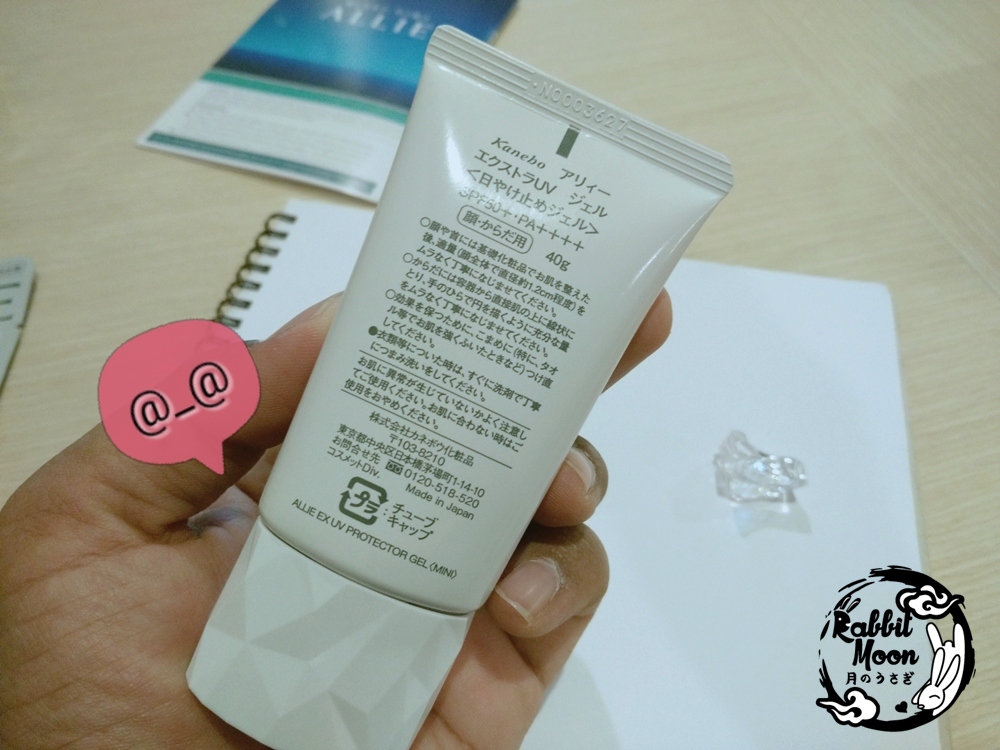 ALLIE
N0003627
Kanebo アリィー
エクストラUV ジェル
<日やけ止めジェル>
SPF50+・PA++++
顔・からだ用 40g
○顔や首には基礎化粧品でお肌を整えた
後、適量(顔全体で直径約1.2cm程度)を
ムラなく丁寧になじませてください。
○からだには容器から直接肌の上に線状に
とり、手のひらで円を描くように充分な量
をムラなく丁寧になじませてください。
○効果を保つために、こまめに(特に、タオ
ル等でお肌を強くふいたときなど)つけ直
してください。
●衣類等についた時は、すぐに洗剤で丁寧
につまみ洗いをしてください。
お肌に異常が生じていないかよく注意し
てご使用ください。お肌に合わない時はご
使用をおやめください。
株式会社カネボウ化粧品
〒103-8210
東京都中央区日本橋茅場町1-14-10
お問合せ先 0120-518-520
コスメットDiv. Made in Japan
プラ :チューブ
キャップ
ALLIE EX UV PROTECTOR GEL〈MINI〉
@_@
Rabbit
Moon
月のうさぎ